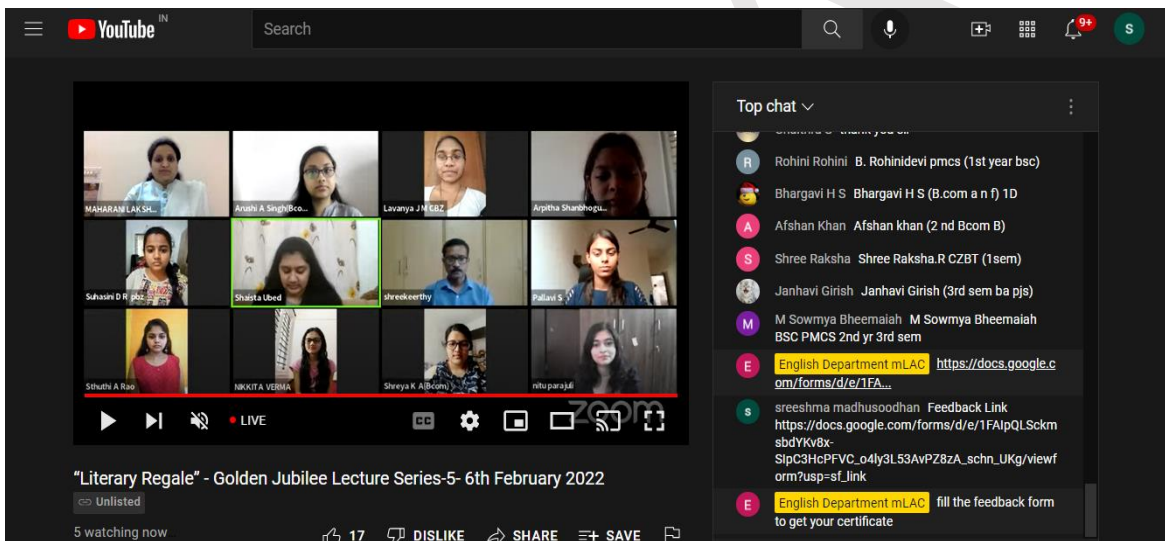 YouTube IN
Search
9+
S
Top chat
thank you sir
R Rohini Rohini B. Rohinidevi pmcs (1st year bsc)
Bhargavi H S Bhargavi H S (B.com a n f) 1D
A Afshan Khan Afshan khan (2 nd Bcom B)
S Shree Raksha Shree Raksha.R CZBT (1sem)
Janhavi Girish Janhavi Girish (3rd sem ba pjs)
M M Sowmya Bheemaiah M Sowmya Bheemaiah
BSC PMCS 2nd yr 3rd sem
E English Department mLAC https://docs.google.c
om/forms/d/e/1FA...
s sreeshma madhusoodhan Feedback Link
https://docs.google.com/forms/d/e/1FAIpQLSckm
sbdYKv8x-
SIpC3HcPFVC_o4ly3L53AvPZ8zA_schn_UKg/viewf
orm?usp=sf_link
E English Department mLAC fill the feedback form
to get your certificate
MAHARANI LAKSH... Arushi A Singh(Bco... Lavanya J M CBZ Arpitha Shanbhogu...
Suhasini D R pbz Shaista Ubed shreekeerthy Pallavi S
Sthuthi A Rao NIKKITA VERMA Shreya K A(Bcom) nitu parajuli
zoom
LIVE
CC
"Literary Regale" - Golden Jubilee Lecture Series-5- 6th February 2022
Unlisted
5 watching now 17 DISLIKE SHARE SAVE